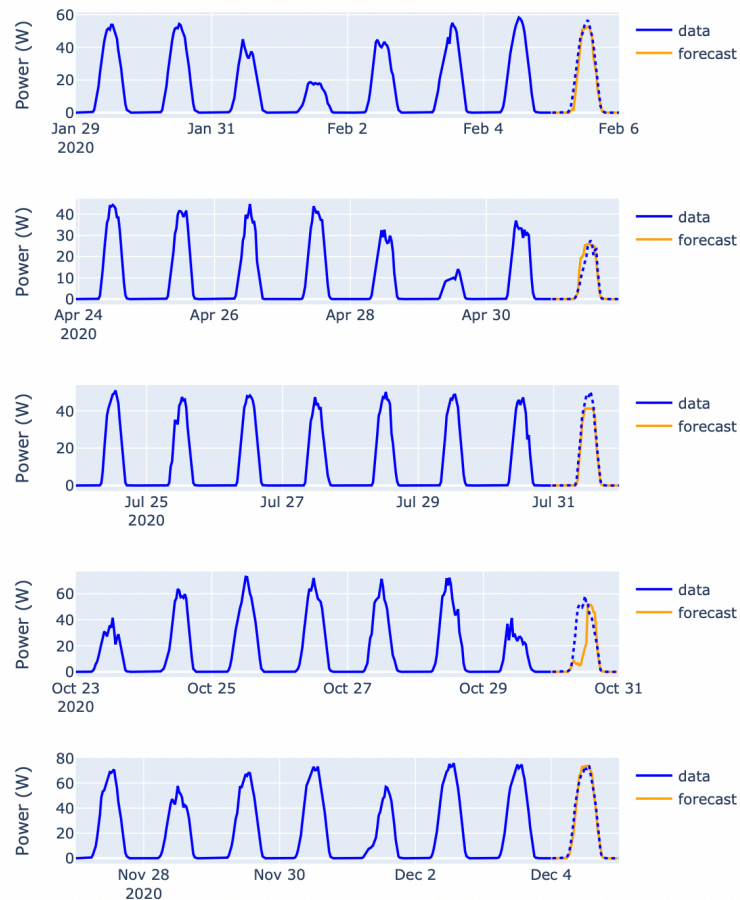 Power (W)
60
40
20
0
Jan 29
2020
Jan 31
Feb 2
Feb 4
Feb 6
data
forecast
Power (W)
40
30
20
10
0
Apr 24
2020
Apr 26
Apr 28
Apr 30
data
forecast
Power (W)
40
20
0
Jul 25
2020
Jul 27
Jul 29
Jul 31
data
forecast
Power (W)
60
40
20
0
Oct 23
2020
Oct 25
Oct 27
Oct 29
Oct 31
data
forecast
Power (W)
80
60
40
20
0
Nov 28
2020
Nov 30
Dec 2
Dec 4
data
forecast